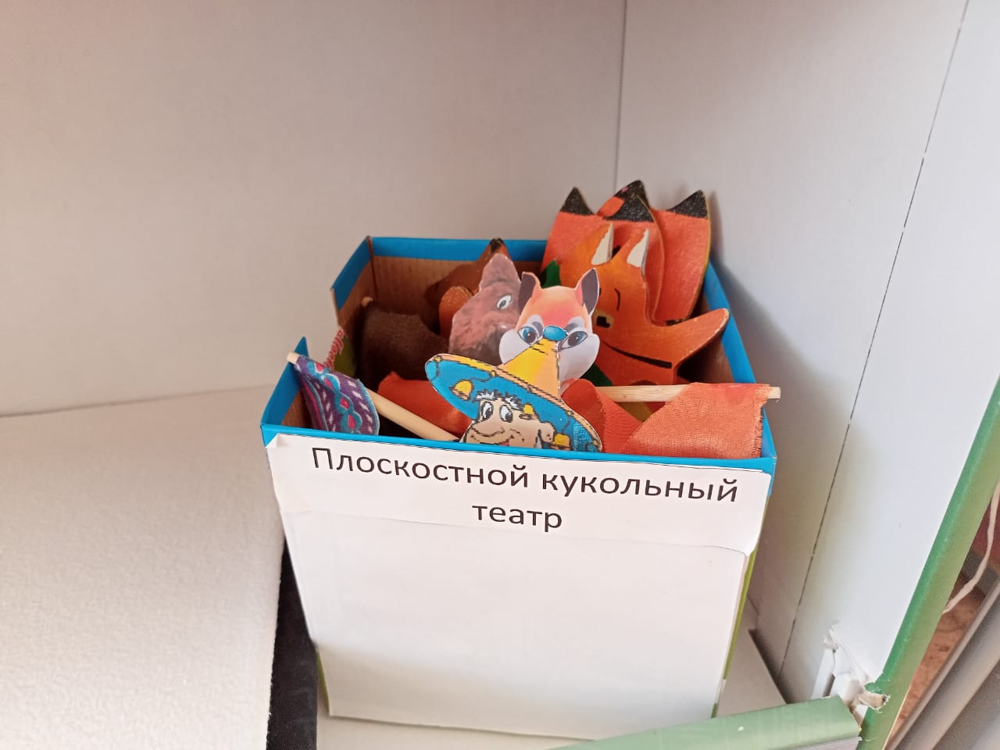 Плоскостной кукольный
театр